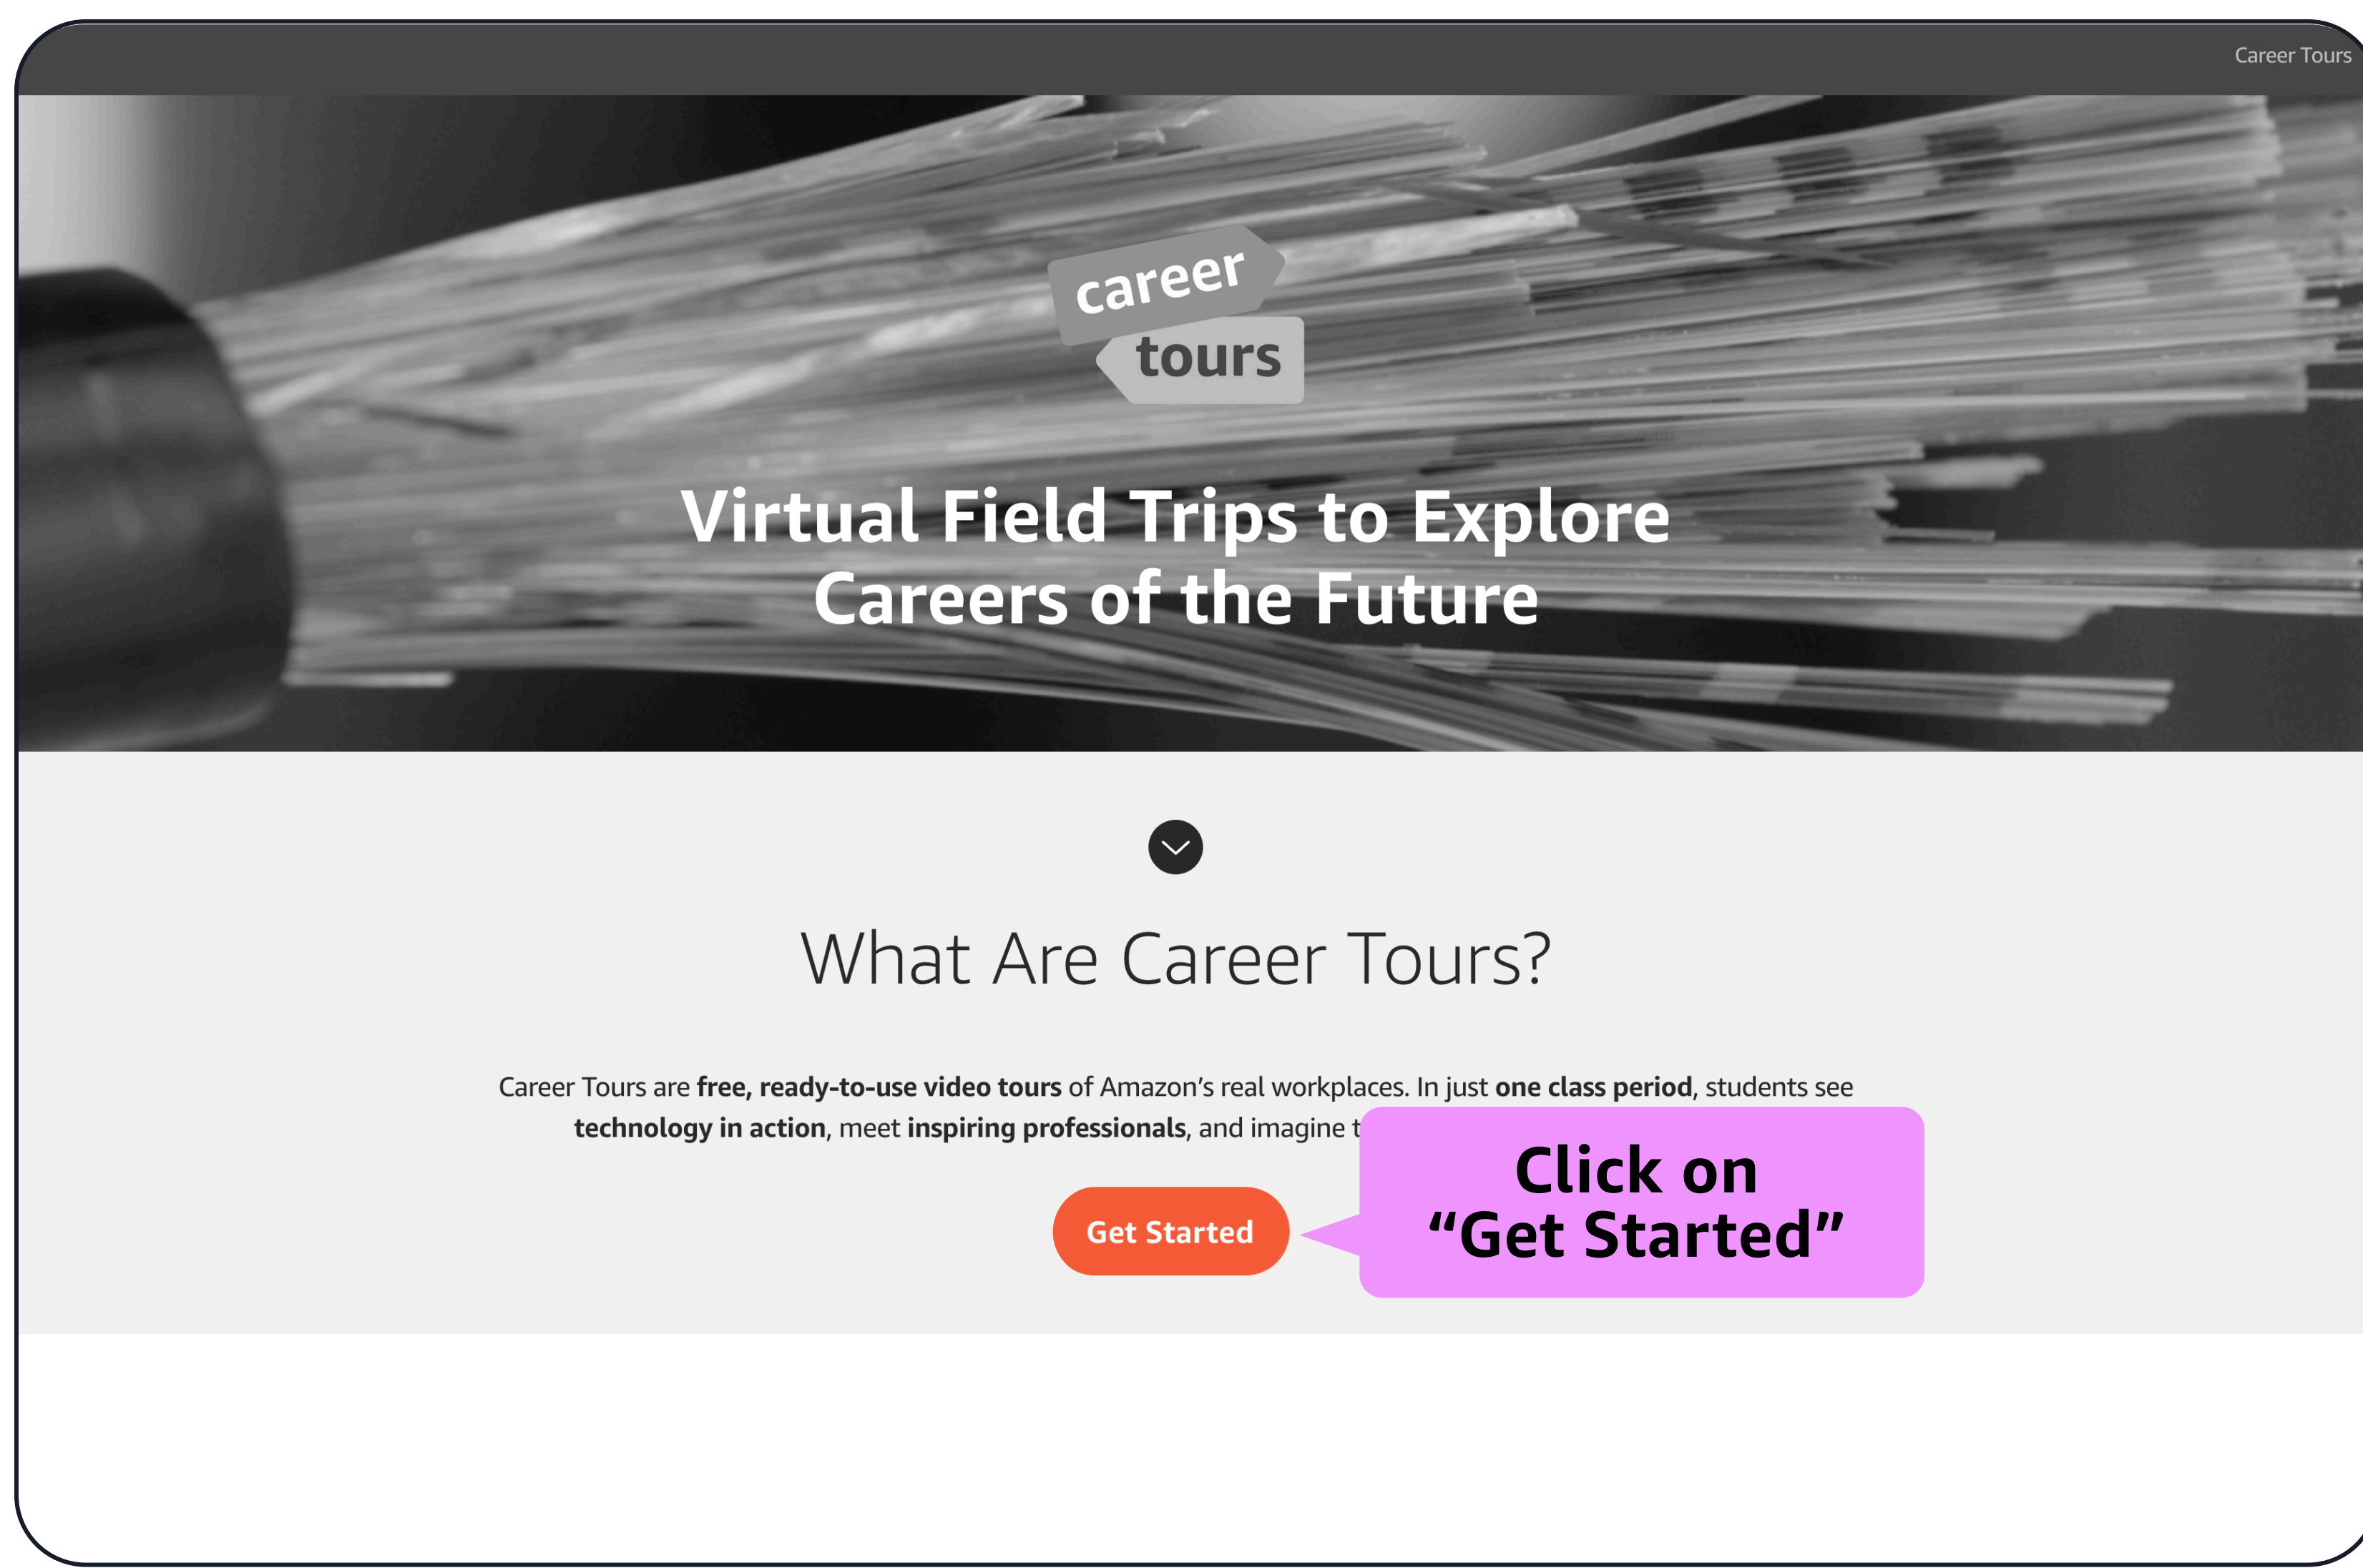 Career Tours
career
tours
Virtual Field Trips to Explore
Careers of the Future
What Are Career Tours?
Career Tours are free, ready-to-use video tours of Amazon's real workplaces. In just one class period, students see
technology in action, meet inspiring professionals, and imagine
Click on
“Get Started”
Get Started